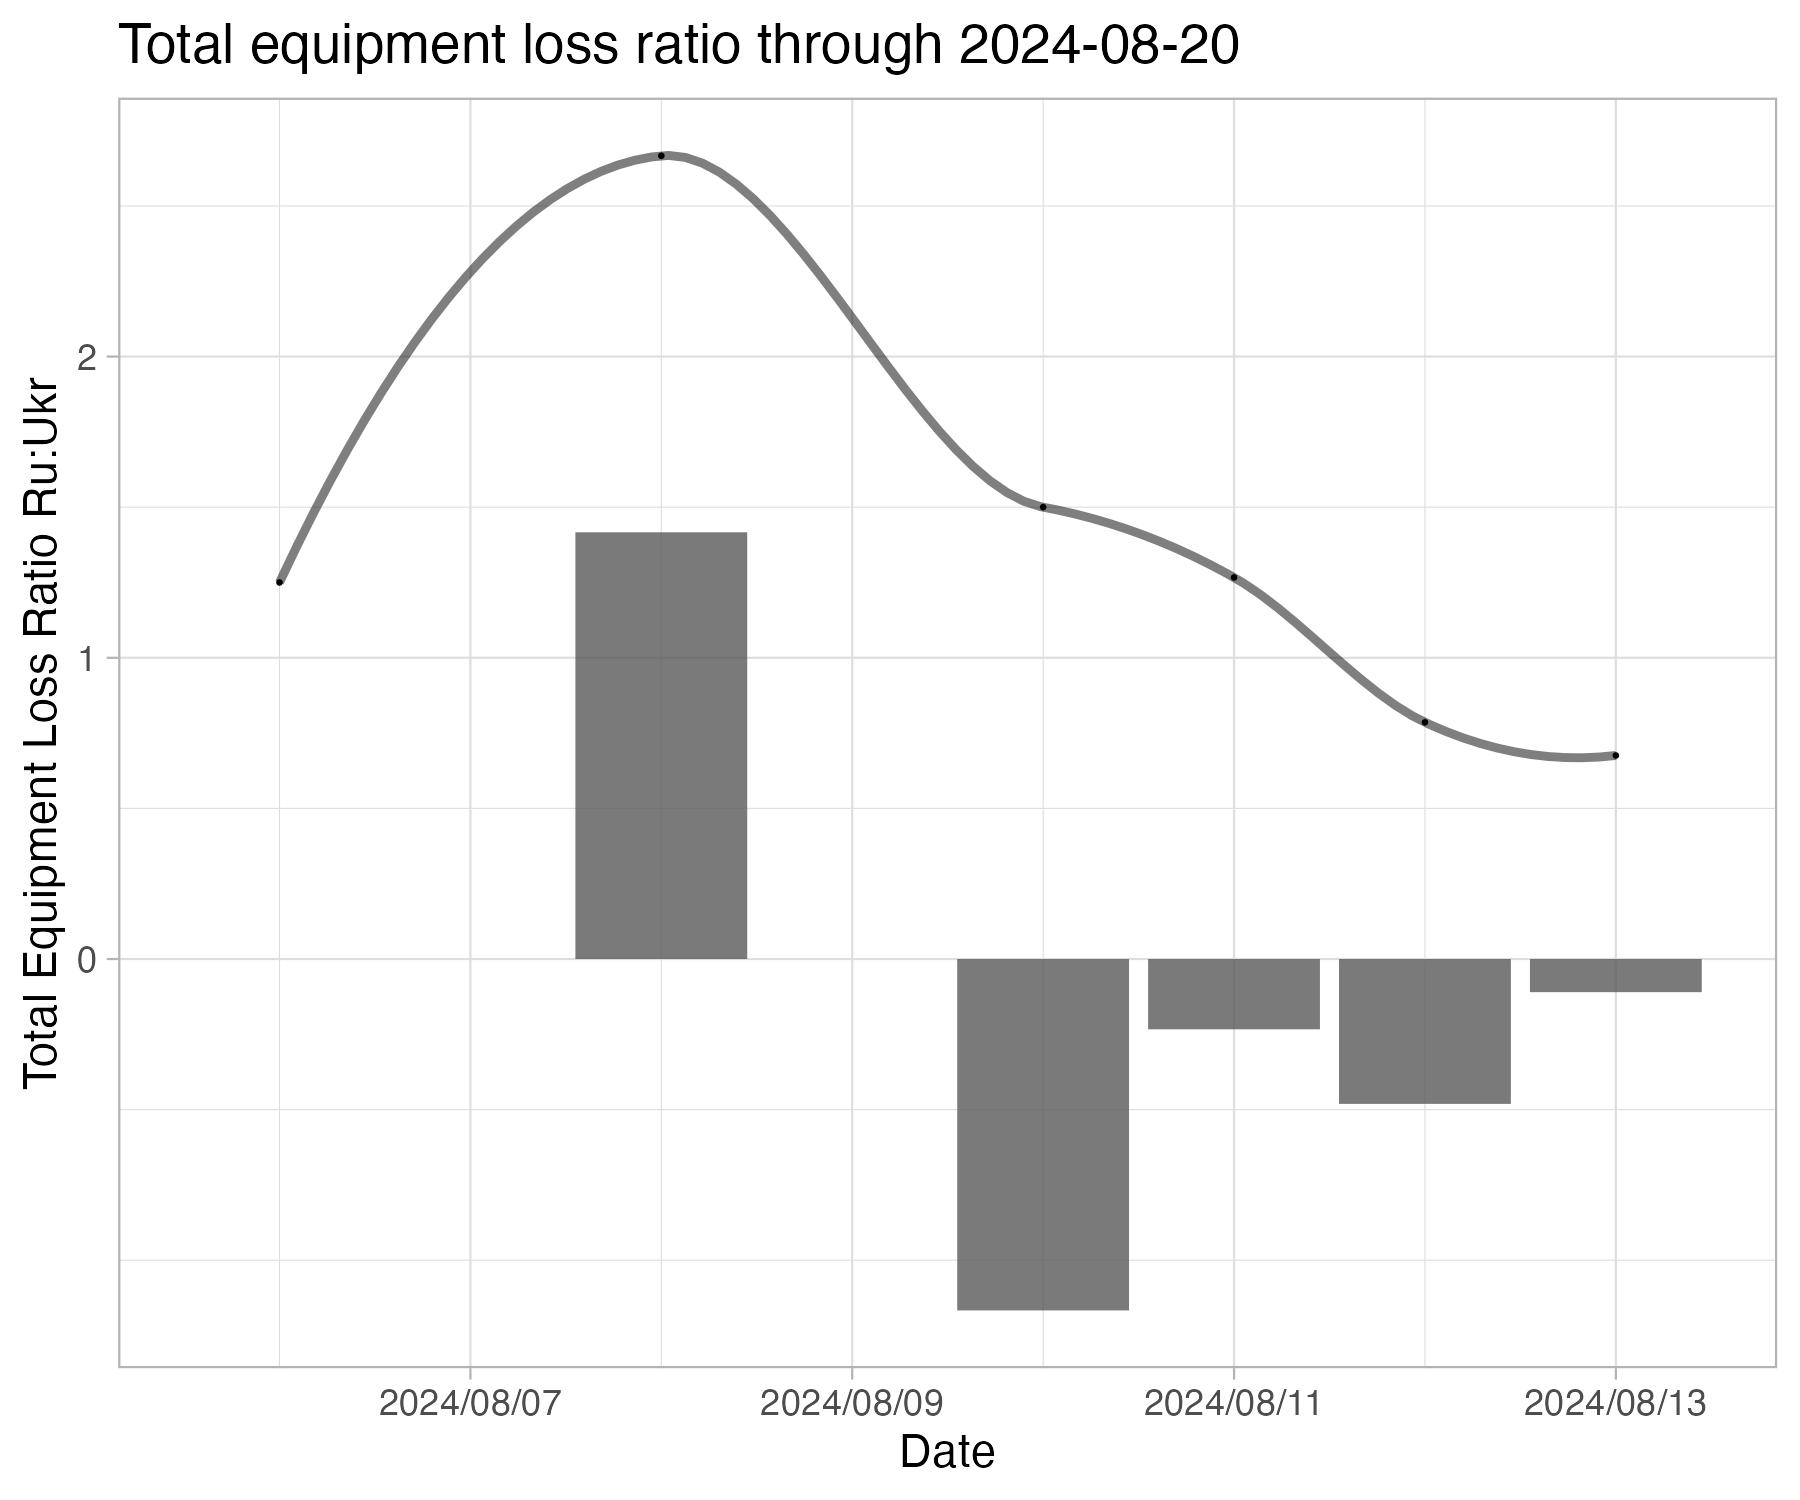 Total equipment loss ratio through 2024-08-20
Total Equipment Loss Ratio Ru:Ukr
2
1
0
2024/08/07
2024/08/09
2024/08/11
2024/08/13
Date